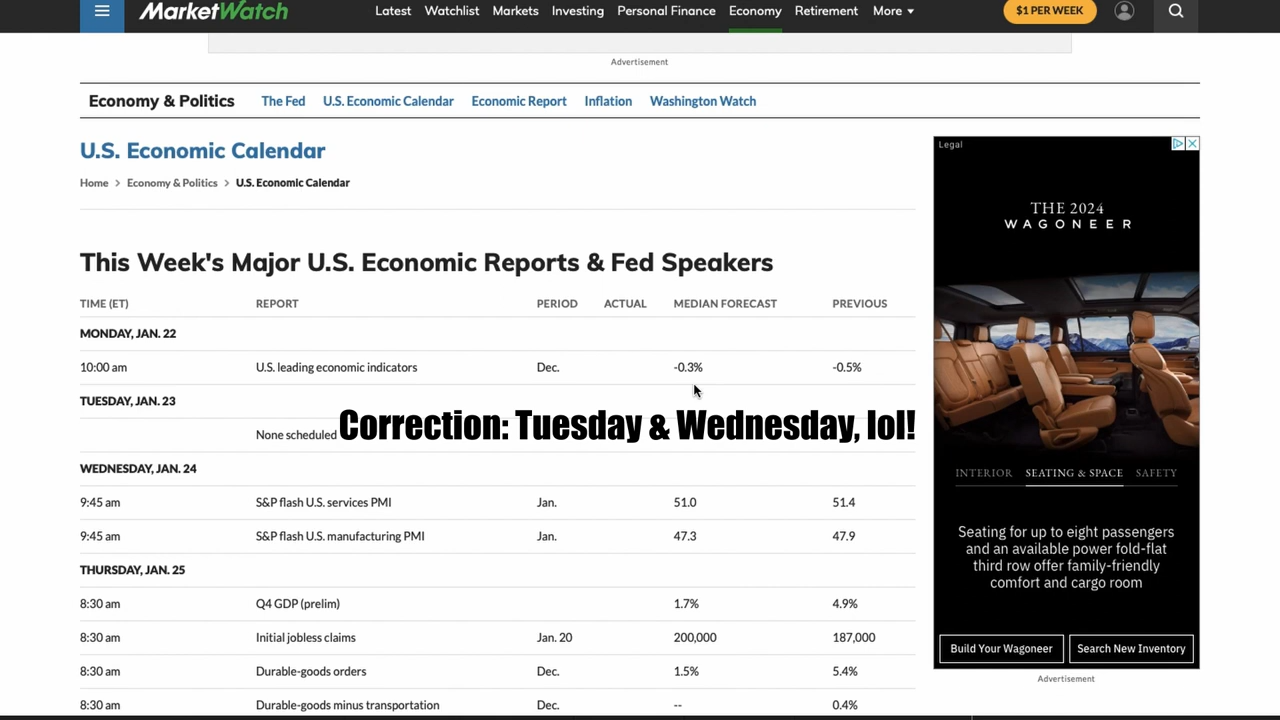 MarketWatch Latest Watchlist Markets Investing Personal Finance Economy Retirement More $1 PER WEEK
Advertisement
Economy & Politics The Fed U.S. Economic Calendar Economic Report Inflation Washington Watch
U.S. Economic Calendar
Home > Economy & Politics > U.S. Economic Calendar
This Week's Major U.S. Economic Reports & Fed Speakers
TIME (ET) REPORT PERIOD ACTUAL MEDIAN FORECAST PREVIOUS
MONDAY, JAN. 22
10:00 am U.S. leading economic indicators Dec. -0.3% -0.5%
TUESDAY, JAN. 23
None scheduled
Correction: Tuesday & Wednesday, lol!
WEDNESDAY, JAN. 24
9:45 am S&P flash U.S. services PMI Jan. 51.0 51.4
9:45 am S&P flash U.S. manufacturing PMI Jan. 47.3 47.9
THURSDAY, JAN. 25
8:30 am Q4 GDP (prelim) 1.7% 4.9%
8:30 am Initial jobless claims Jan. 20 200,000 187,000
8:30 am Durable-goods orders Dec. 1.5% 5.4%
8:30 am Durable-goods minus transportation Dec. -- 0.4%
Legal
THE 2024
WAGONEER
INTERIOR SEATING & SPACE SAFETY
Seating for up to eight passengers
and an available power fold-flat
third row offer family-friendly
comfort and cargo room
Build Your Wagoneer Search New Inventory
Advertisement